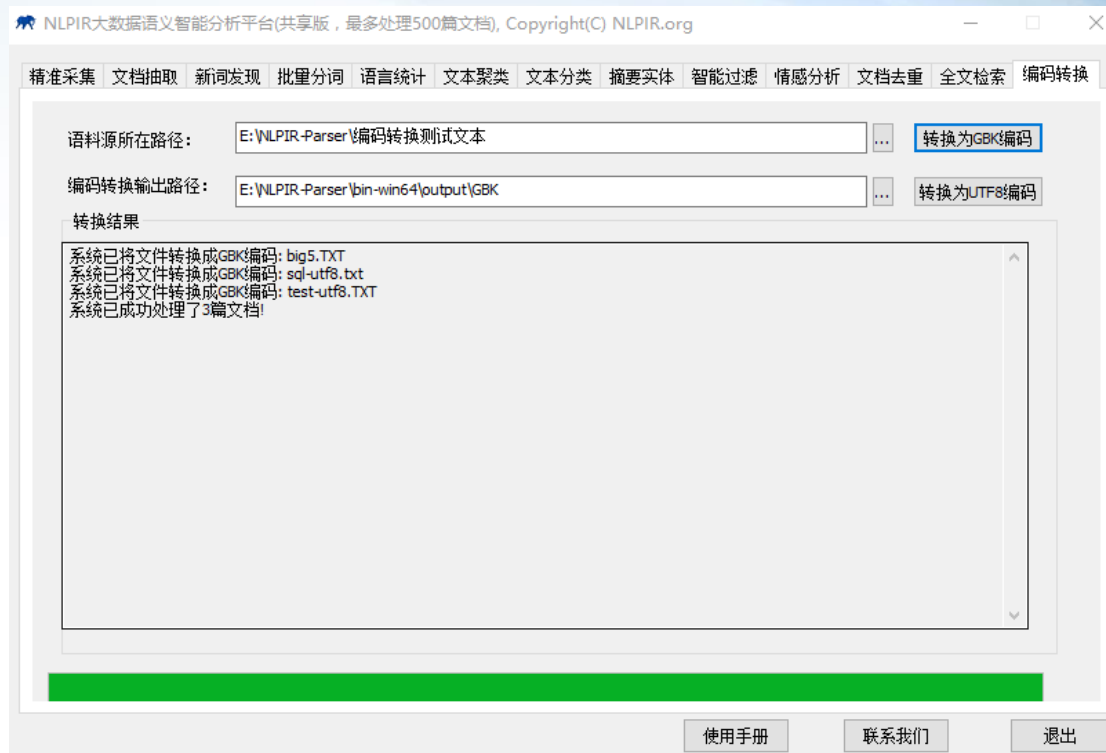 NLPIR大数据语义智能分析平台(共享版，最多处理500篇文档), Copyright(C) NLPIR.org
精准采集 文档抽取 新词发现 批量分词 语言统计 文本聚类 文本分类 摘要实体 智能过滤 情感分析 文档去重 全文检索 编码转换
语料源所在路径： E:\NLPIR-Parser\编码转换测试文本 ... 转换为GBK编码
编码转换输出路径： E:\NLPIR-Parser\bin-win64\output\GBK ... 转换为UTF8编码
转换结果
系统已将文件转换成GBK编码: big5.TXT
系统已将文件转换成GBK编码: sql-utf8.txt
系统已将文件转换成GBK编码: test-utf8.TXT
系统已成功处理了3篇文档!
使用手册 联系我们 退出